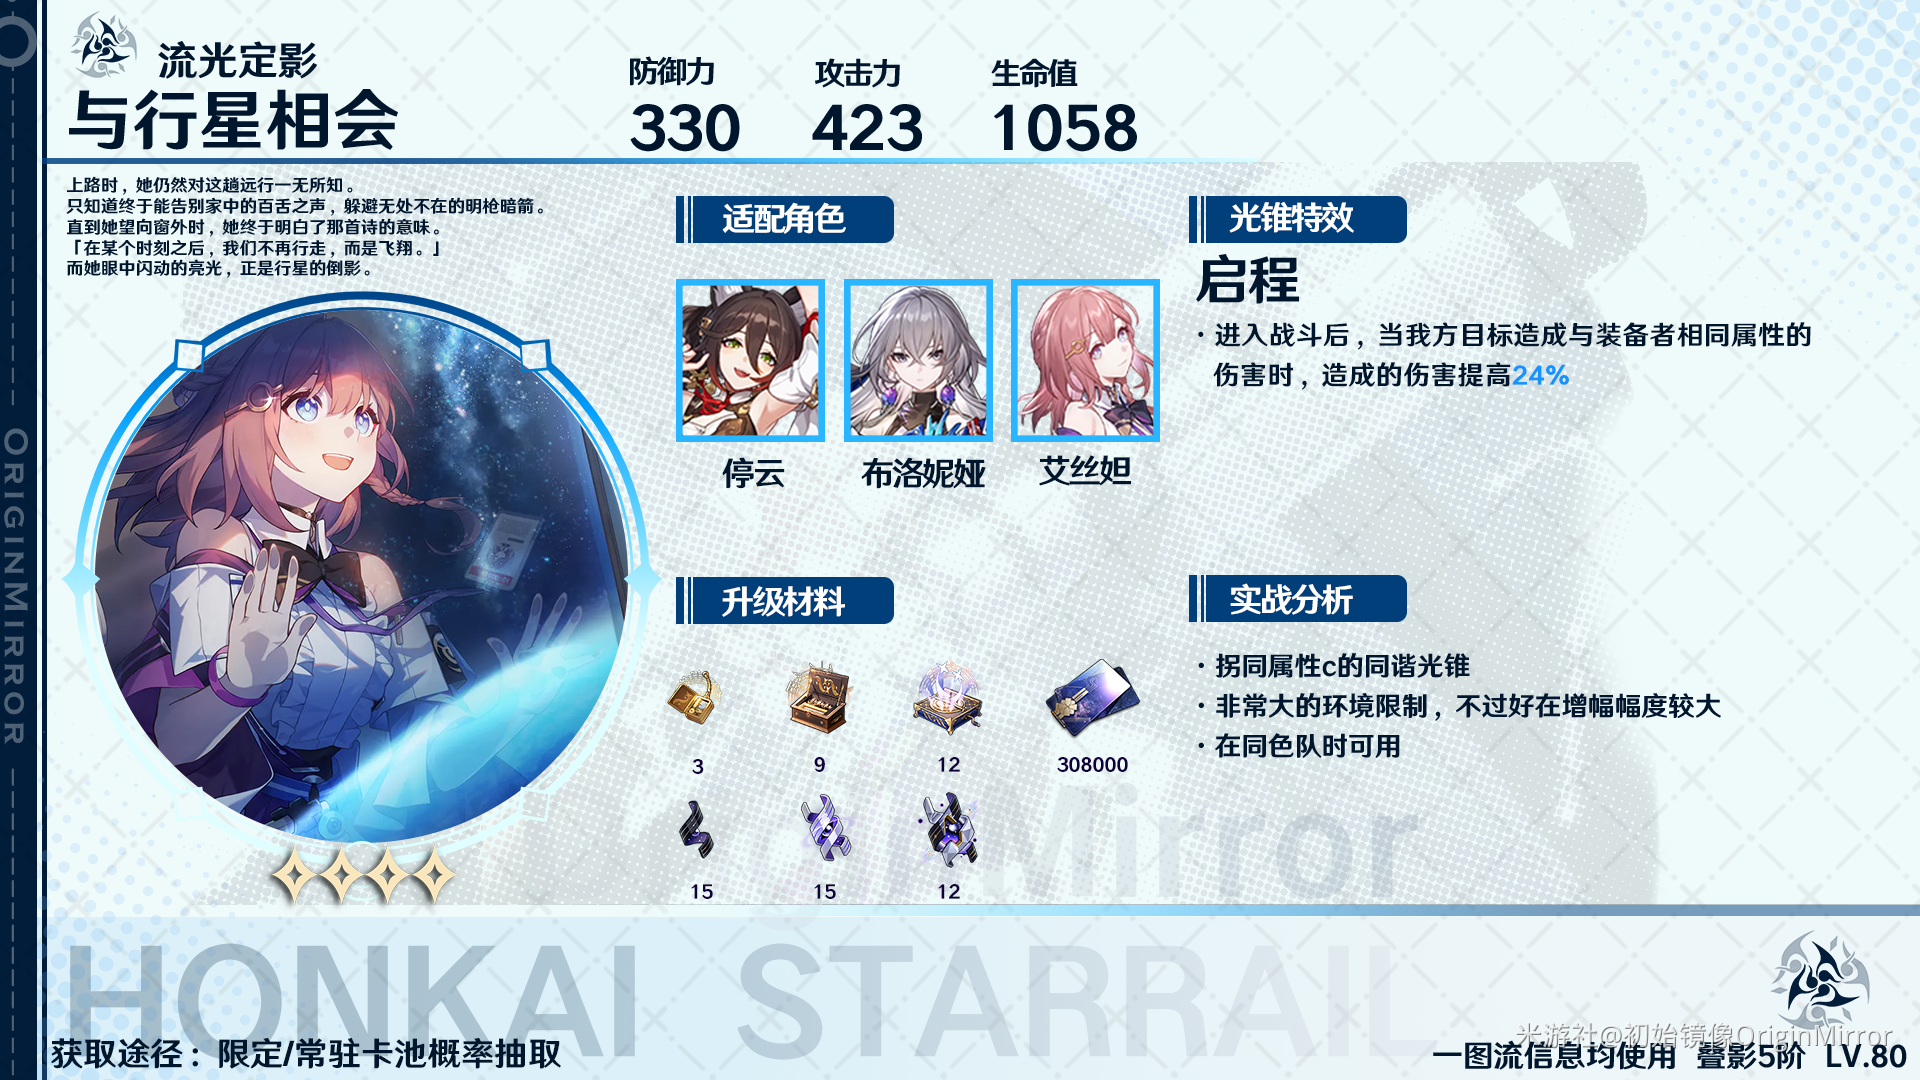 流光定影
与行星相会
防御力 攻击力 生命值
330 423 1058
上路时，她仍然对这趟远行一无所知。
只知道终于能告别家中的百舌之声，躲避无处不在的明枪暗箭。
直到她望向窗外时，她终于明白了那首诗的意味。
「在某个时刻之后，我们不再行走，而是飞翔。」
而她眼中闪动的亮光，正是行星的倒影。
ORIGINMIRROR
适配角色
停云 布洛妮娅 艾丝妲
光锥特效
启程
· 进入战斗后，当我方目标造成与装备者相同属性的
伤害时，造成的伤害提高24%
升级材料
3 9 12 308000
15 15 12
实战分析
· 拐同属性c的同谐光锥
· 非常大的环境限制，不过好在增幅幅度较大
· 在同色队时可用
Mirror
HONKAI STARRAIL
获取途径：限定/常驻卡池概率抽取
米游社@初始镜像OriginMirror
一图流信息均使用 叠影5阶 LV.80